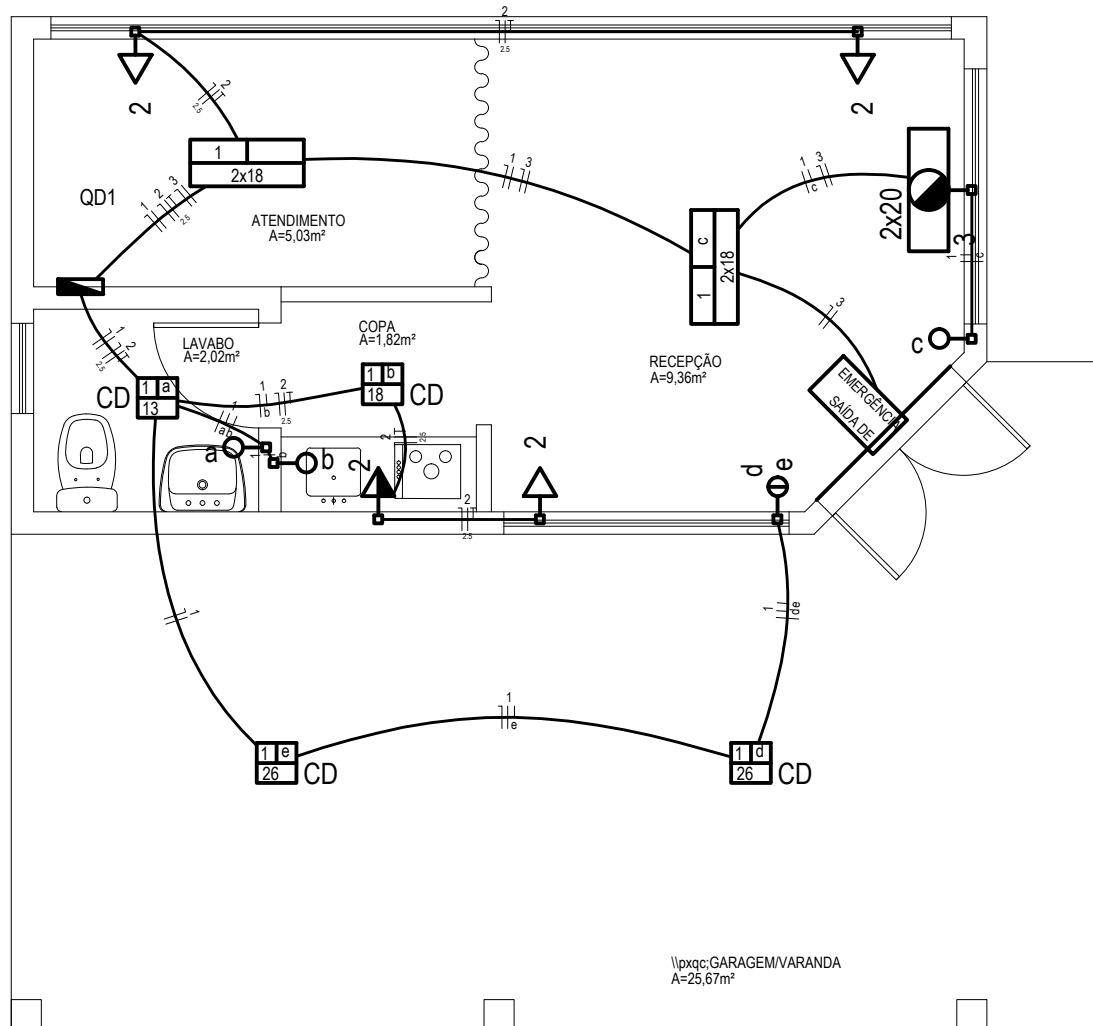 2
2.5
2
2
2
2.5
1
2x18
1
3
1
3
c
2x20
QD1
1
2
3
2.5
ATENDIMENTO
A=5,03m²
c
1
2x18
3
1
c
3
c
1
2
2.5
LAVABO
A=2,02m²
COPA
A=1,82m²
RECEPÇÃO
A=9,36m²
EMERGÊNCIA
SAÍDA DE
1
a
13
CD
1
b
2
2.5
1
b
18
CD
1
ab
a
1
b
b
2
2.5
2
2
d
e
2
2.5
1
1
de
1
e
1
e
26
CD
1
d
26
CD
\\pxqc;GARAGEM/VARANDA
A=25,67m²